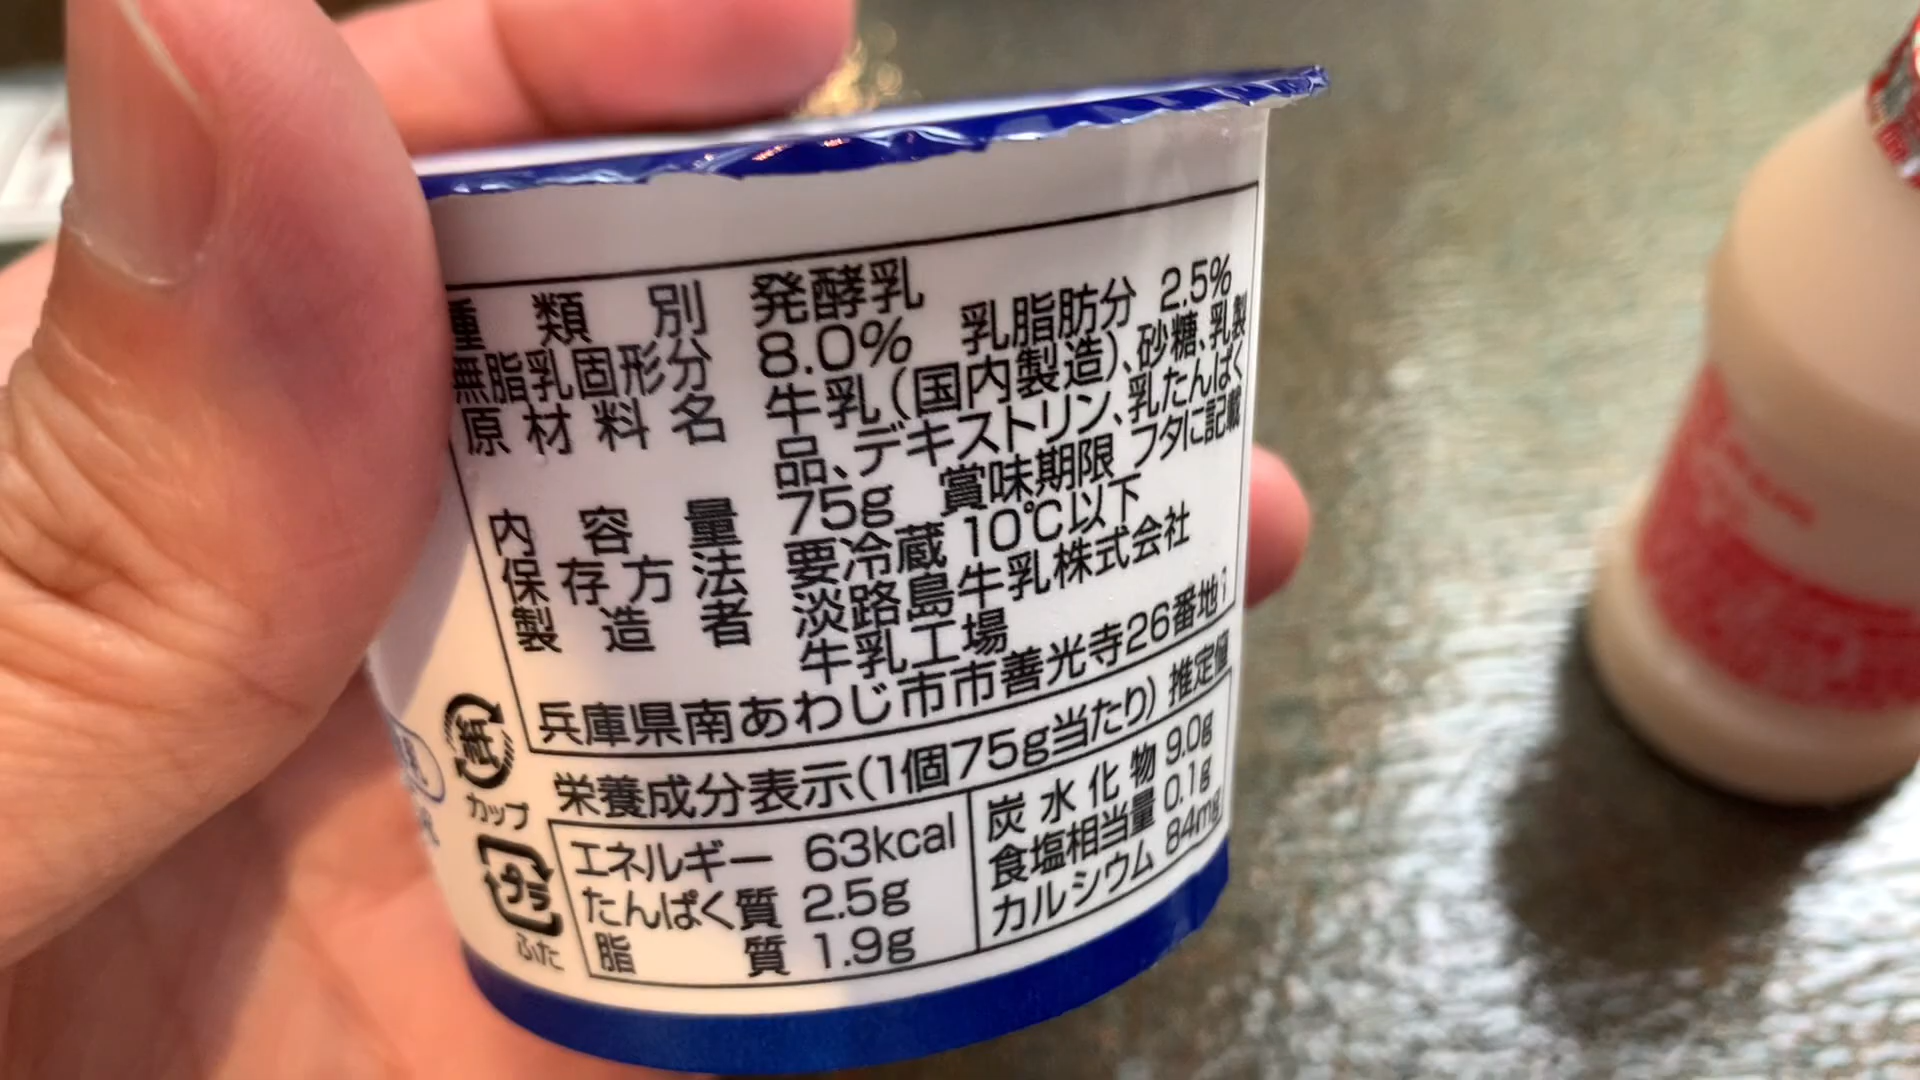 種類別 発酵乳
無脂乳固形分 8.0% 乳脂肪分 2.5%
原材料名 牛乳(国内製造)、砂糖、乳製
品、デキストリン、乳たんぱく
内容量 75g 賞味期限 フタに記載
保存方法 要冷蔵10℃以下
製造者 淡路島牛乳株式会社
牛乳工場
兵庫県南あわじ市市善光寺26番地1
栄養成分表示(1個75g当たり) 推定値
エネルギー 63kcal
たんぱく質 2.5g
脂質 1.9g
炭水化物 9.0g
食塩相当量 0.1g
カルシウム 84mg
紙
カップ
プラ
ふた